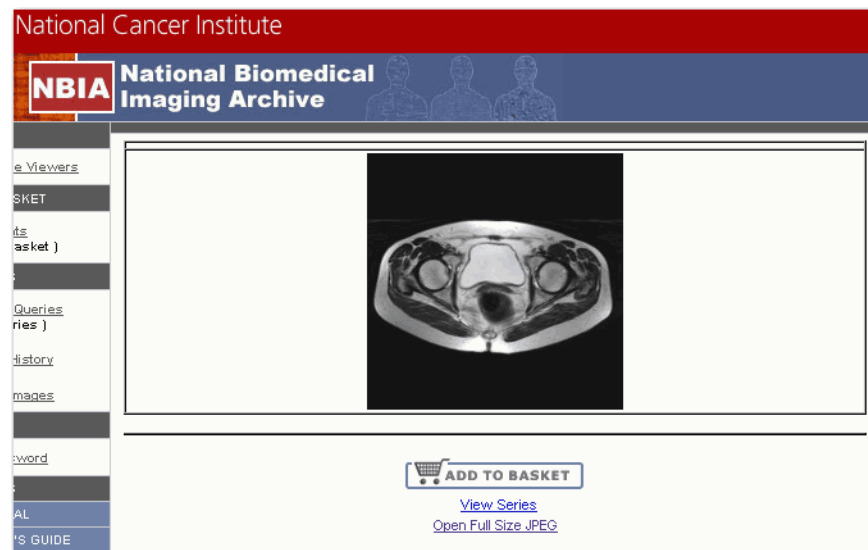 National Cancer Institute
NBIA
National Biomedical
Imaging Archive
e Viewers
SKET
its
asket )
s
Queries
ries )
History
mages
word
s
AL
'S GUIDE
ADD TO BASKET
View Series
Open Full Size JPEG